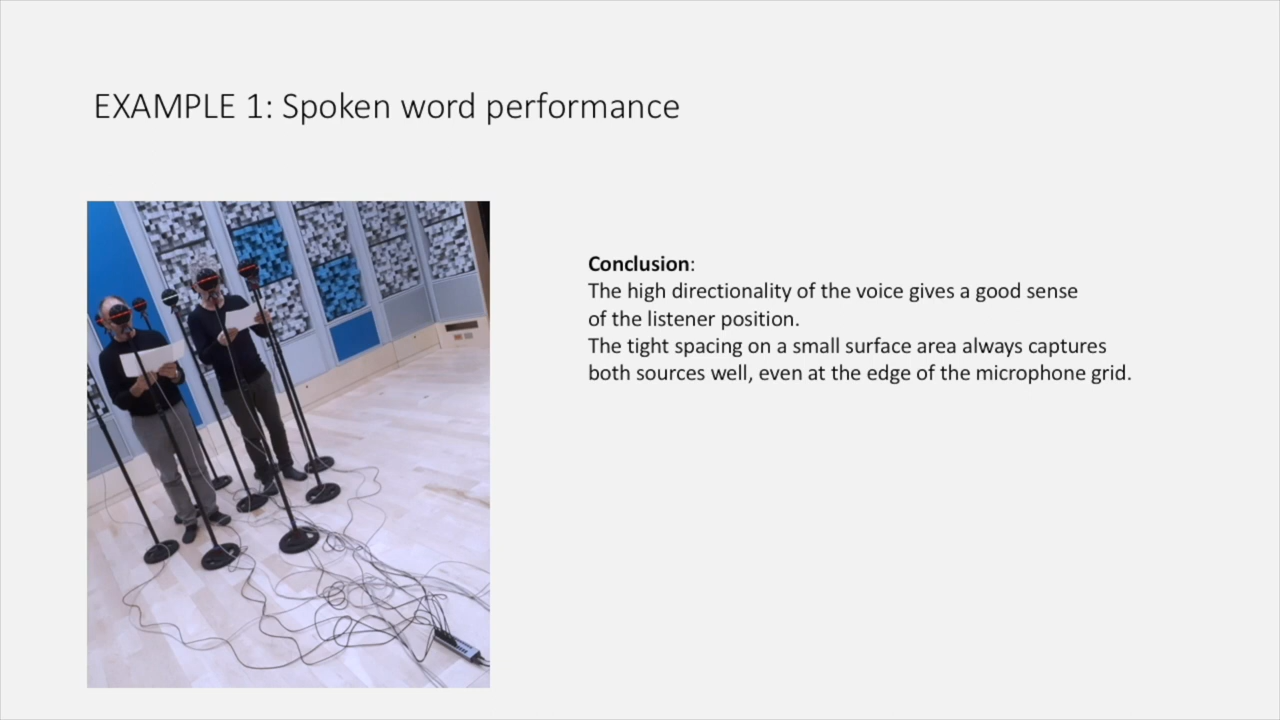 EXAMPLE 1: Spoken word performance
Conclusion:
The high directionality of the voice gives a good sense
of the listener position.
The tight spacing on a small surface area always captures
both sources well, even at the edge of the microphone grid.